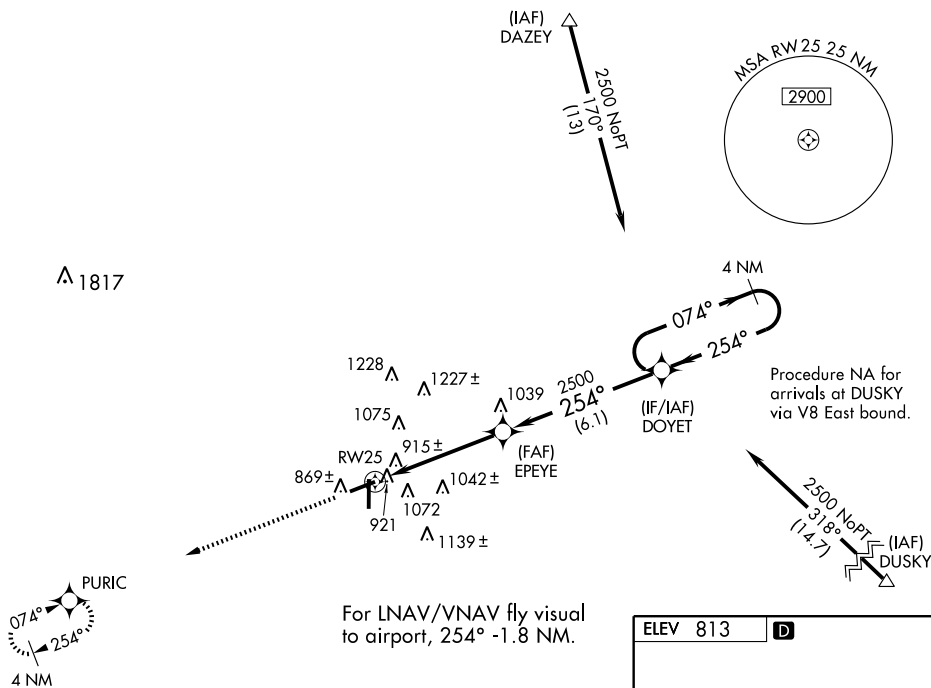 (IAF)
DAZEY
2500 NoPT
170°
(13)
MSA RW25 25 NM
2900
1817
4 NM
074°
254°
1228
1227±
1039
2500
254°
(6.1)
(IF/IAF)
DOYET
Procedure NA for
arrivals at DUSKY
via V8 East bound.
1075
915±
(FAF)
EPEYE
RW25
869±
1042±
1072
921
1139±
2500 NoPT
318°
(14.7)
(IAF)
DUSKY
PURIC
074°
254°
4 NM
For LNAV/VNAV fly visual
to airport, 254° -1.8 NM.
ELEV 813 D